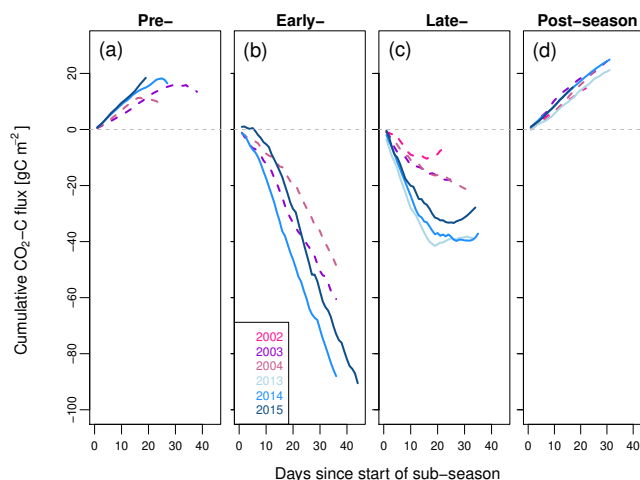 Pre− Early− Late− Post−season
(a) (b) (c) (d)
Cumulative CO2−C flux [gC m−2]
20
0
−20
−40
−60
−80
−100
2002
2003
2004
2013
2014
2015
0 10 20 30 40 0 10 20 30 40 0 10 20 30 40 0 10 20 30 40
Days since start of sub−season